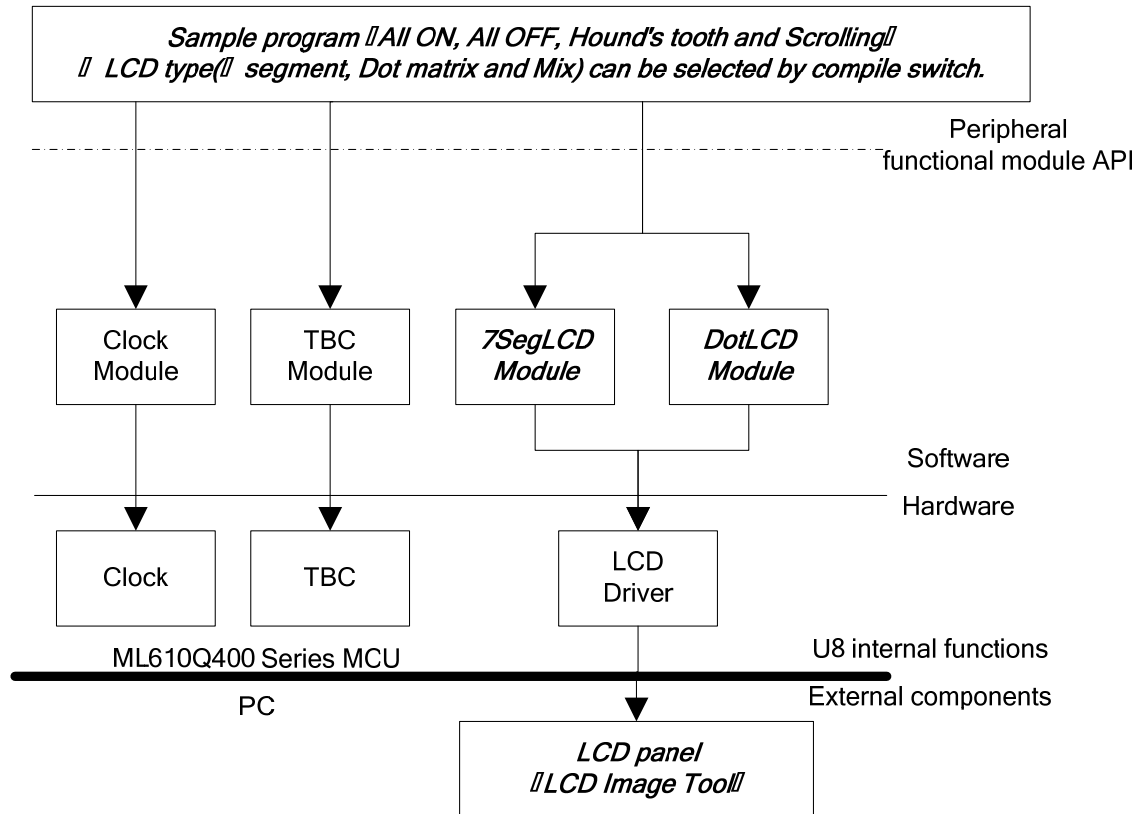 Sample program ▯All ON, All OFF, Hound's tooth and Scrolling▯
▯ LCD type(▯ segment, Dot matrix and Mix) can be selected by compile switch.
Peripheral
functional module API
Clock
Module
TBC
Module
7SegLCD
Module
DotLCD
Module
Software
Hardware
Clock
TBC
LCD
Driver
ML610Q400 Series MCU
U8 internal functions
PC
External components
LCD panel
▯LCD Image Tool▯